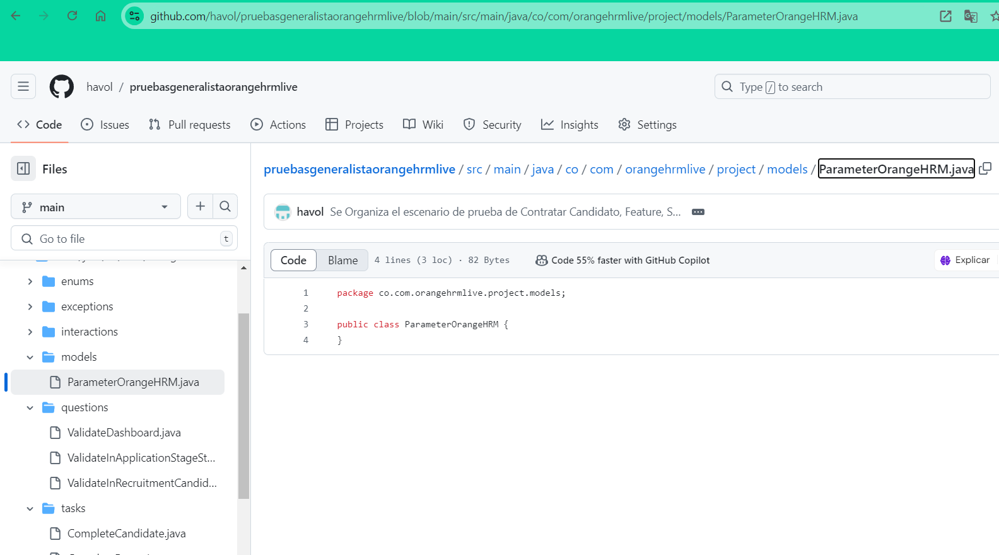 github.com/havol/pruebasgeneralistaorangehrmlive/blob/main/src/main/java/co/com/orangehrmlive/project/models/ParameterOrangeHRM.java
havol / pruebasgeneralistaorangehrmlive
Type / to search
Code Issues Pull requests Actions Projects Wiki Security Insights Settings
Files
main
Go to file t
enums
exceptions
interactions
models
ParameterOrangeHRM.java
questions
ValidateDashboard.java
ValidateInApplicationStageSt...
ValidateInRecruitmentCandid...
tasks
CompleteCandidate.java
pruebasgeneralistaorangehrmlive / src / main / java / co / com / orangehrmlive / project / models / ParameterOrangeHRM.java
havol Se Organiza el escenario de prueba de Contratar Candidato, Feature, S...
Code Blame 4 lines (3 loc) · 82 Bytes Code 55% faster with GitHub Copilot Explicar
1 package co.com.orangehrmlive.project.models;
2
3 public class ParameterOrangeHRM {
4 }